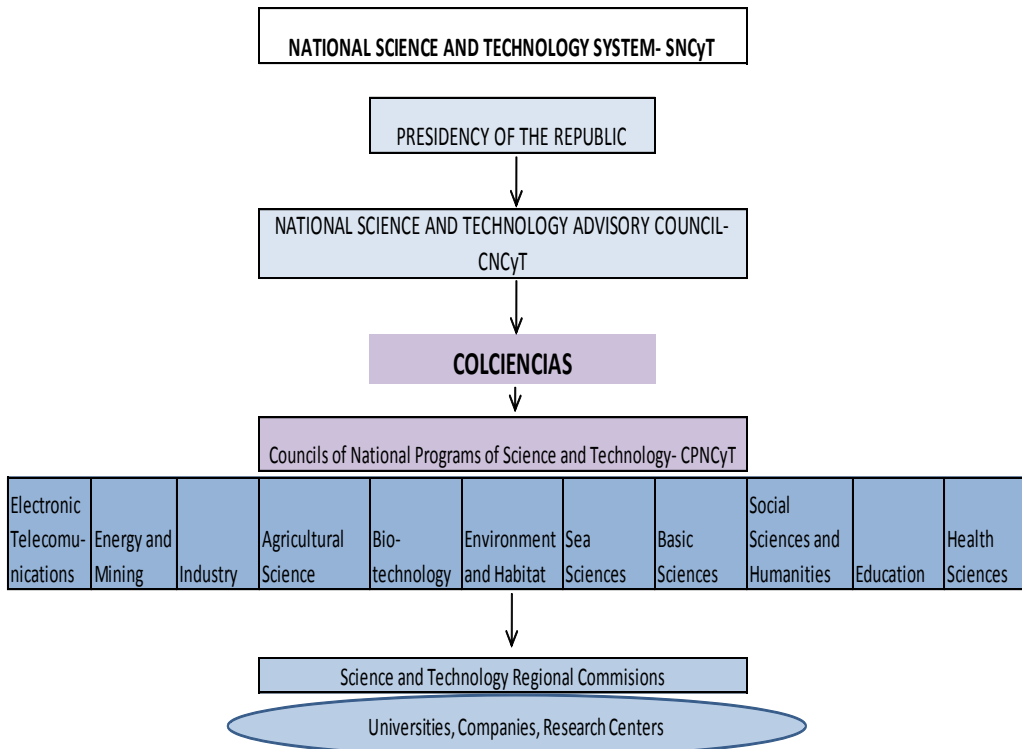 NATIONAL SCIENCE AND TECHNOLOGY SYSTEM- SNCyT
PRESIDENCY OF THE REPUBLIC
NATIONAL SCIENCE AND TECHNOLOGY ADVISORY COUNCIL-
CNCyT
COLCIENCIAS
Councils of National Programs of Science and Technology- CPNCyT
Electronic
Telecomu-
nications
Energy and
Mining
Industry
Agricultural
Science
Bio-
technology
Environment
and Habitat
Sea
Sciences
Basic
Sciences
Social
Sciences and
Humanities
Education
Health
Sciences
Science and Technology Regional Commisions
Universities, Companies, Research Centers